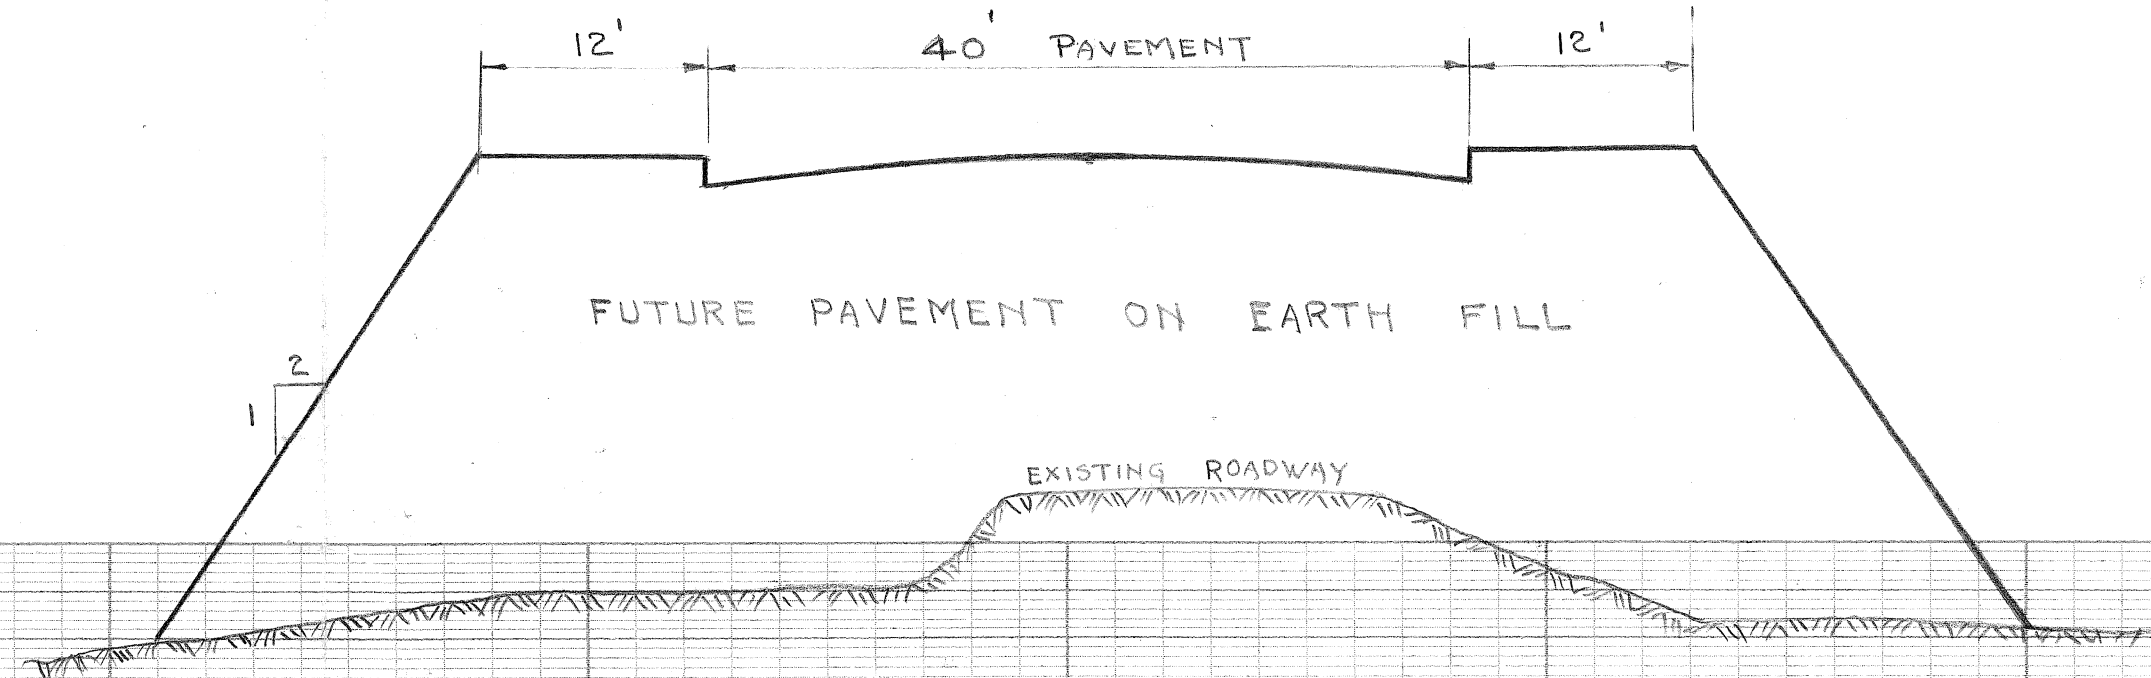 12' 40' PAVEMENT 12'
FUTURE PAVEMENT ON EARTH FILL
2
1
EXISTING ROADWAY